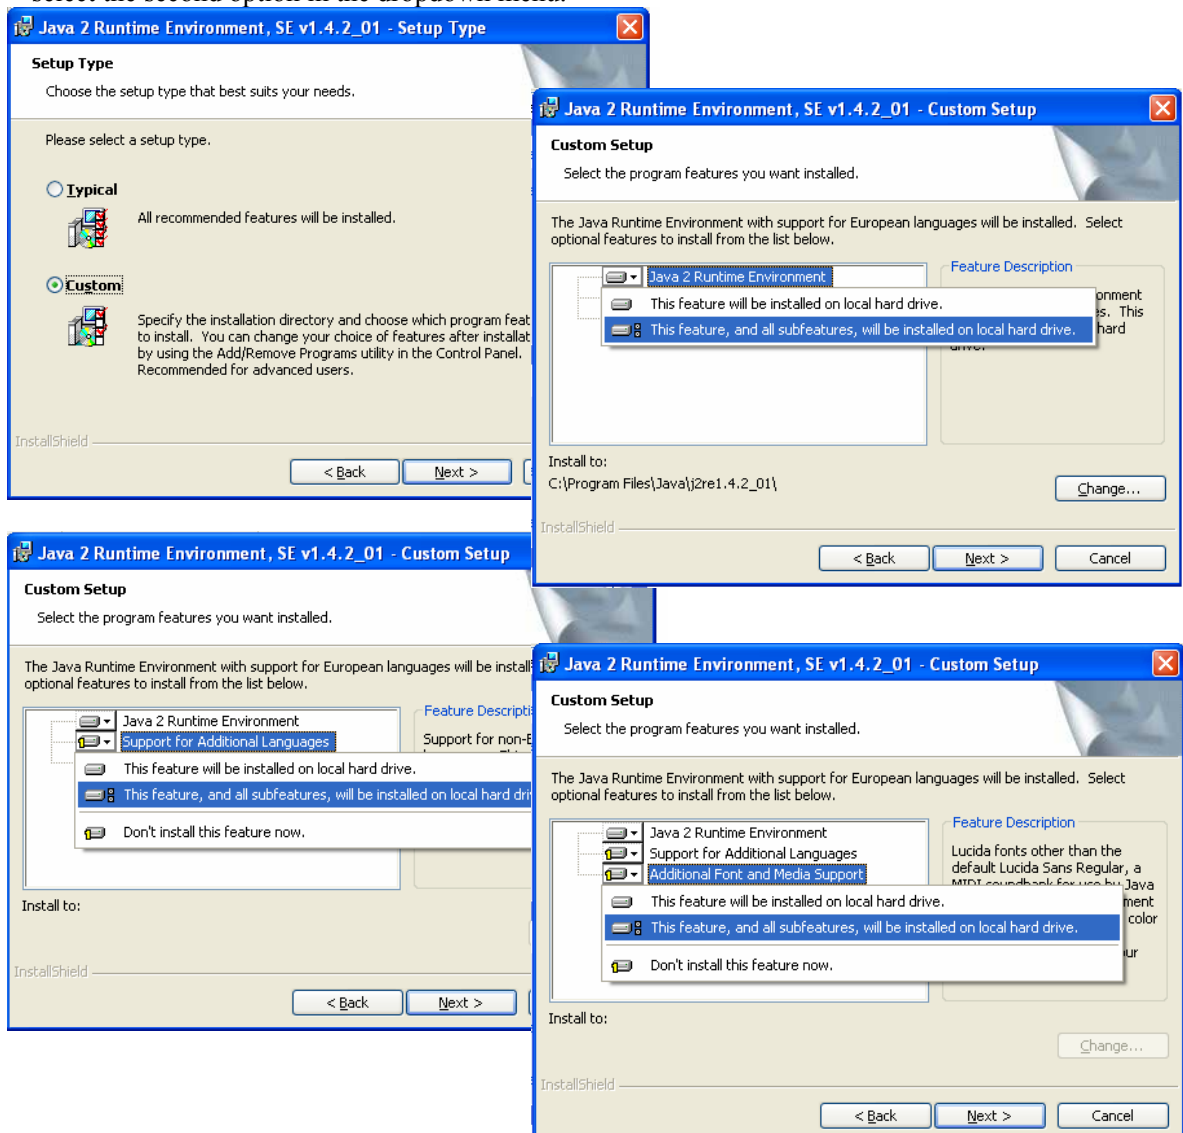 select the second option in the dropdown menu.
Java 2 Runtime Environment, SE v1.4.2_01 - Setup Type
Setup Type
Choose the setup type that best suits your needs.
Please select a setup type.
Typical
All recommended features will be installed.
Custom
Specify the installation directory and choose which program feat
to install. You can change your choice of features after installat
by using the Add/Remove Programs utility in the Control Panel.
Recommended for advanced users.
InstallShield
< Back
Next >
Java 2 Runtime Environment, SE v1.4.2_01 - Custom Setup
Custom Setup
Select the program features you want installed.
The Java Runtime Environment with support for European languages will be installed. Select
optional features to install from the list below.
Java 2 Runtime Environment
This feature will be installed on local hard drive.
This feature, and all subfeatures, will be installed on local hard drive.
Feature Description
onment
es. This
hard
drive.
Install to:
C:\Program Files\Java\j2re1.4.2_01\
Change...
InstallShield
< Back
Next >
Cancel
Java 2 Runtime Environment, SE v1.4.2_01 - Custom Setup
Custom Setup
Select the program features you want installed.
The Java Runtime Environment with support for European languages will be install
optional features to install from the list below.
Java 2 Runtime Environment
Support for Additional Languages
This feature will be installed on local hard drive.
This feature, and all subfeatures, will be installed on local hard dri
Don't install this feature now.
Feature Descripti
Support for non-E
Install to:
InstallShield
< Back
Next >
Java 2 Runtime Environment, SE v1.4.2_01 - Custom Setup
Custom Setup
Select the program features you want installed.
The Java Runtime Environment with support for European languages will be installed. Select
optional features to install from the list below.
Java 2 Runtime Environment
Support for Additional Languages
Additional Font and Media Support
This feature will be installed on local hard drive.
This feature, and all subfeatures, will be installed on local hard drive.
Don't install this feature now.
Feature Description
Lucida fonts other than the
default Lucida Sans Regular, a
MIDI soundbank for use by Java
ment
color
ur
Install to:
Change...
InstallShield
< Back
Next >
Cancel